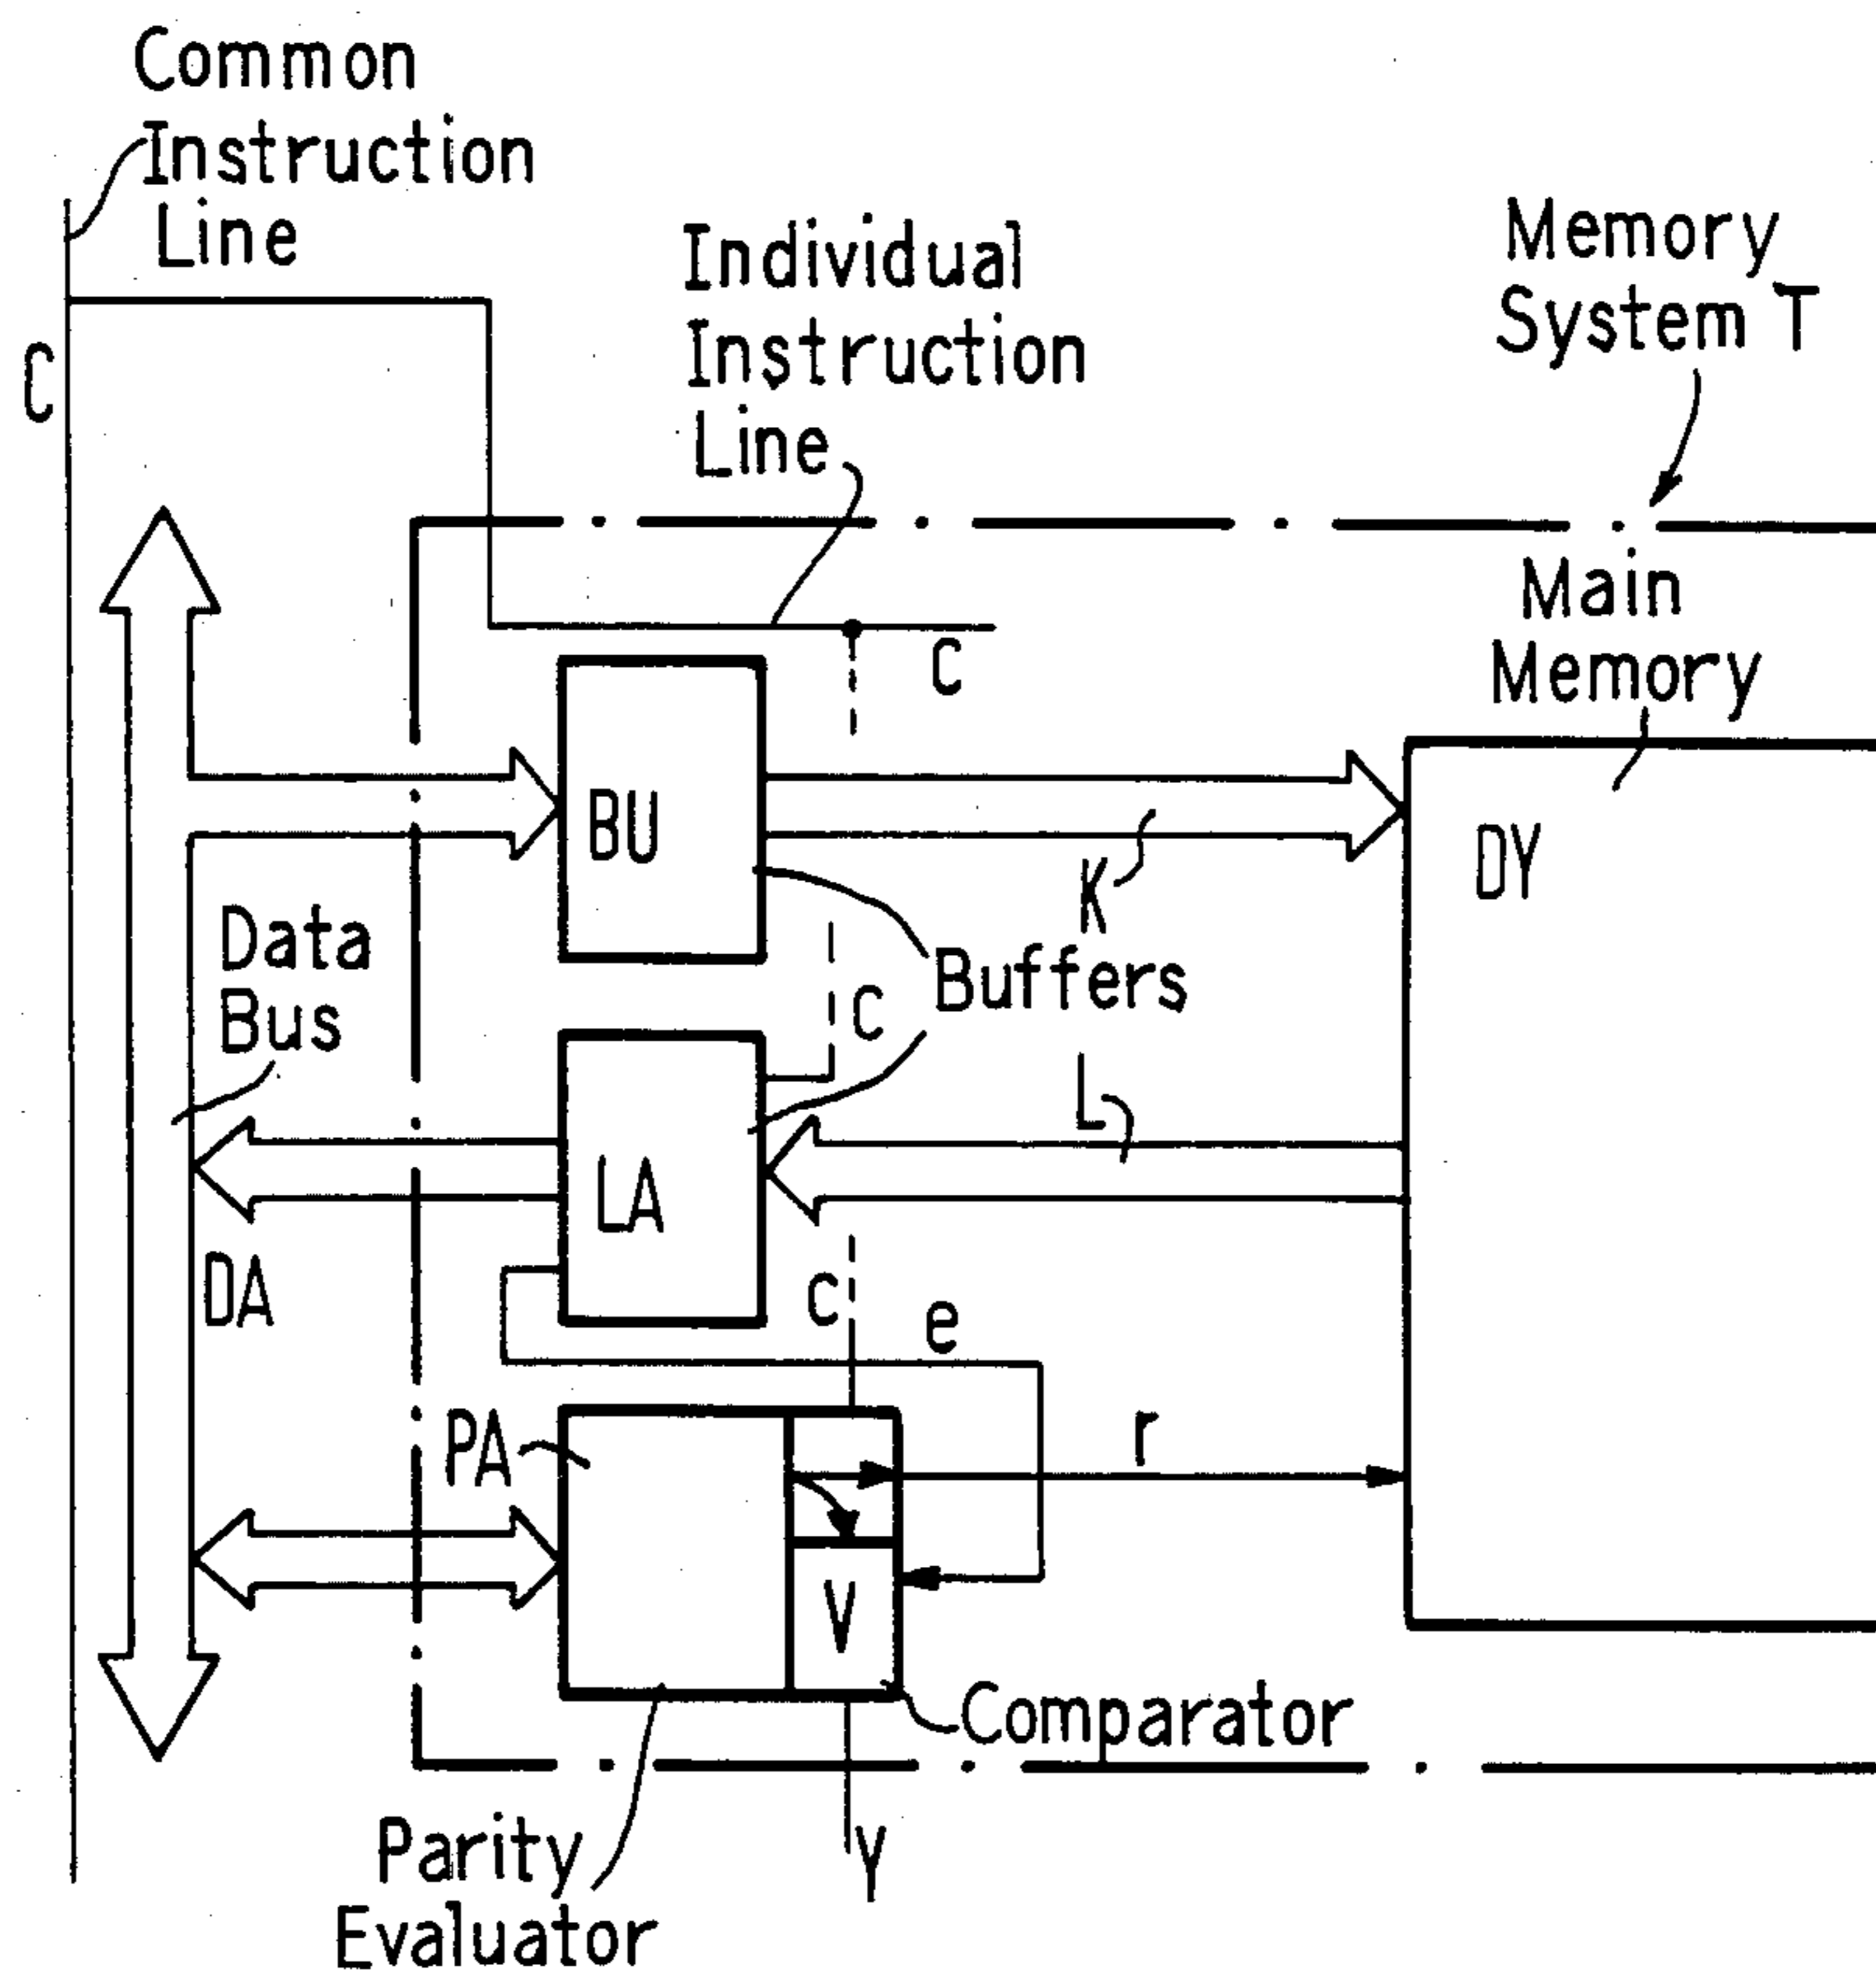 Common
Instruction
Line
Individual
Instruction
Line
Memory
System T
C
Main
Memory
C
BU
DY
K
Data
Bus
Buffers
C
L
LA
DA
c
e
PA
r
V
Comparator
Parity
Evaluator
y